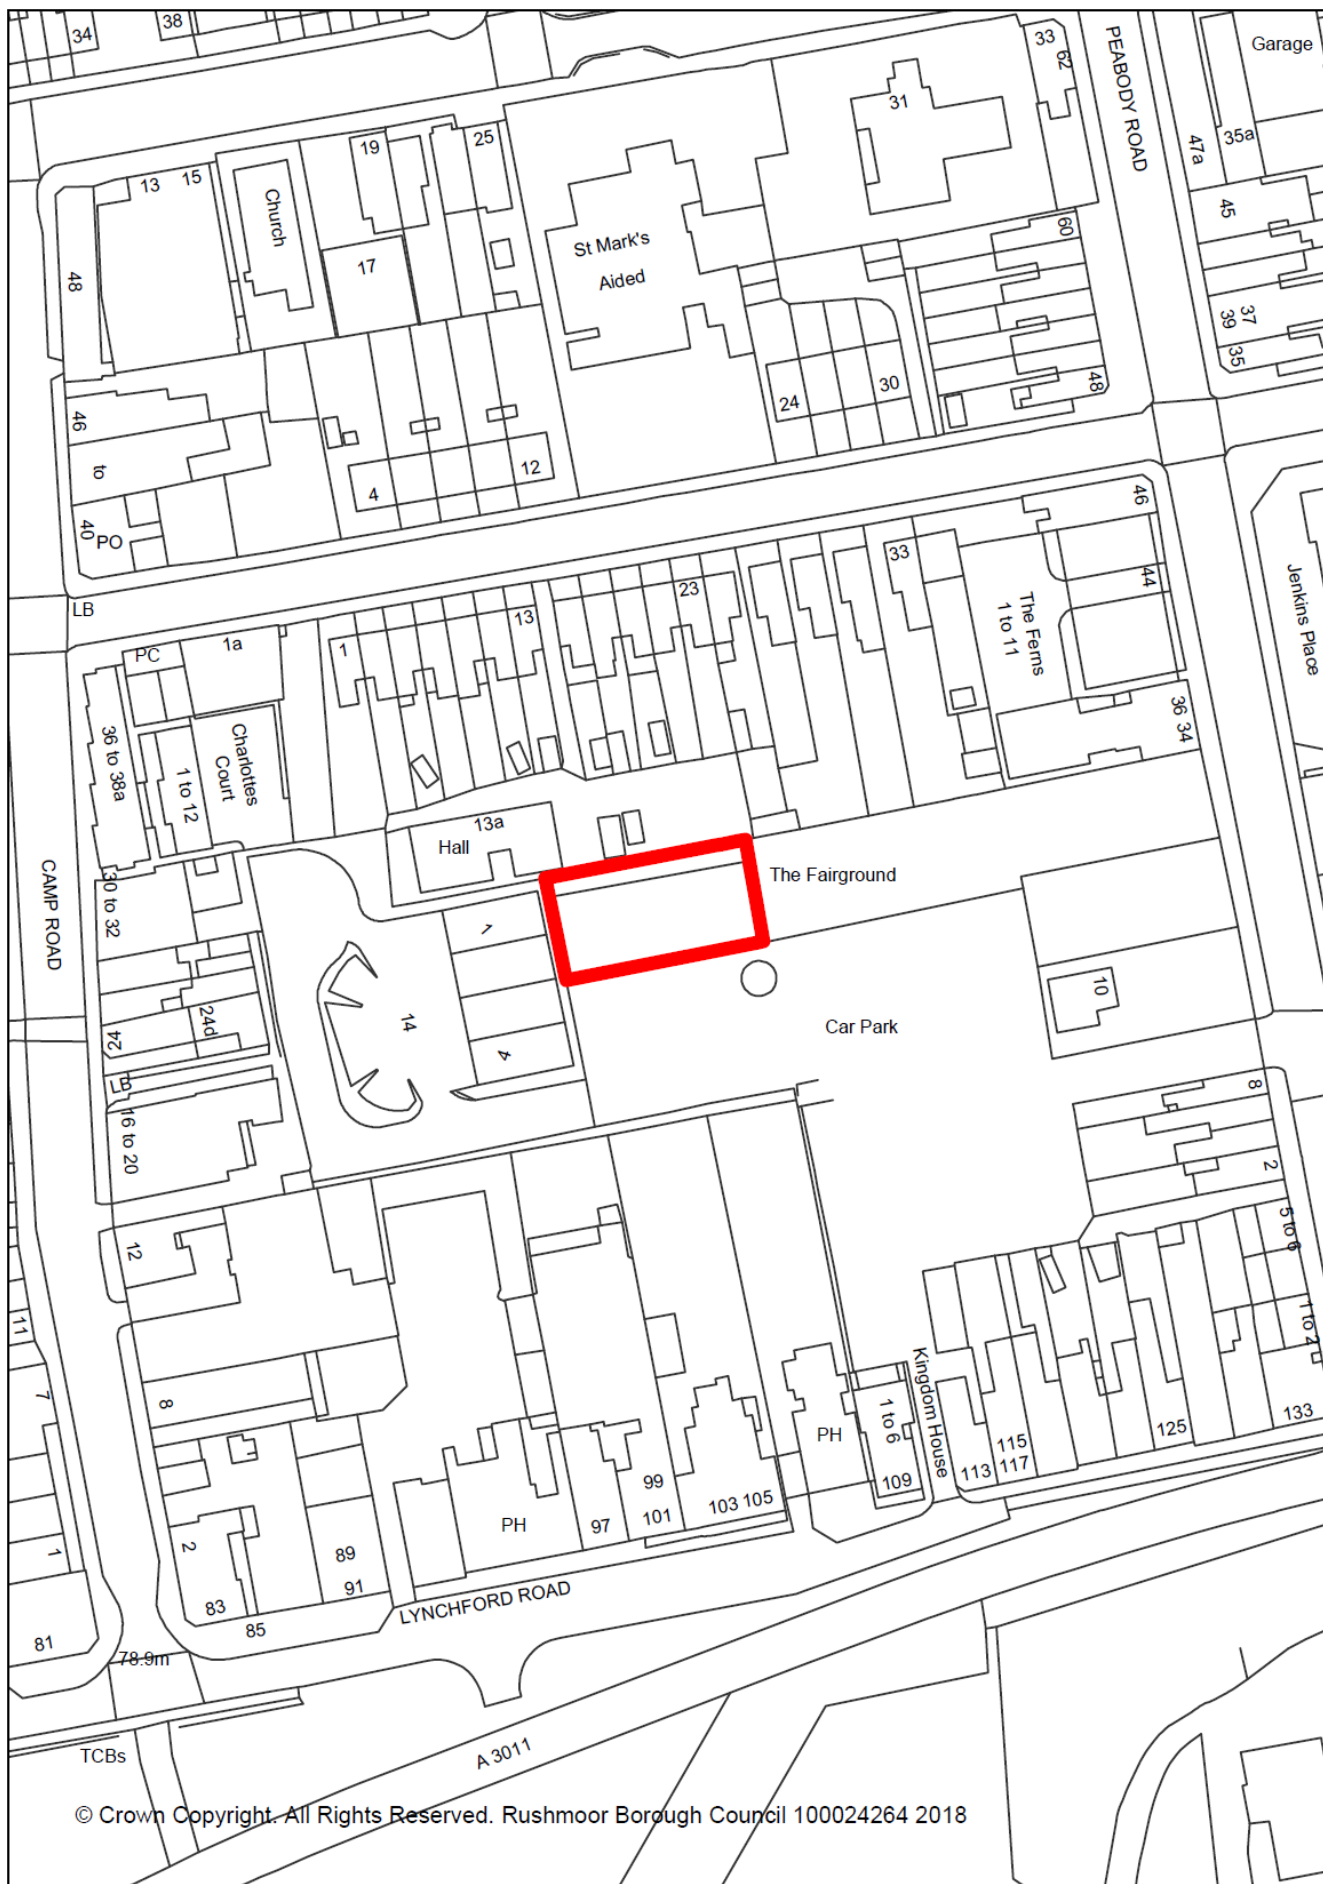 34
38
33
62
PEABODY ROAD
Garage
31
35a
47a
19
25
13
15
Church
17
St Mark's
Aided
45
60
48
37
39
35
24
30
48
46
to
40
PO
4
12
46
33
44
The Ferns
1 to 11
Jenkins Place
LB
PC
1a
1
13
23
36 to 38a
1 to 12
Charlottes
Court
36
34
13a
Hall
CAMP ROAD
30 to 32
The Fairground
1
10
24d
14
Car Park
24
4
LB
16 to 20
8
2
12
5 to 6
11
1 to 2
7
8
Kingdom House
1 to 6
PH
133
125
115
117
113
109
99
103
105
101
PH
97
2
1
89
91
83
85
LYNCHFORD ROAD
81
78.9m
TCBs
A 3011
© Crown Copyright. All Rights Reserved. Rushmoor Borough Council 100024264 2018